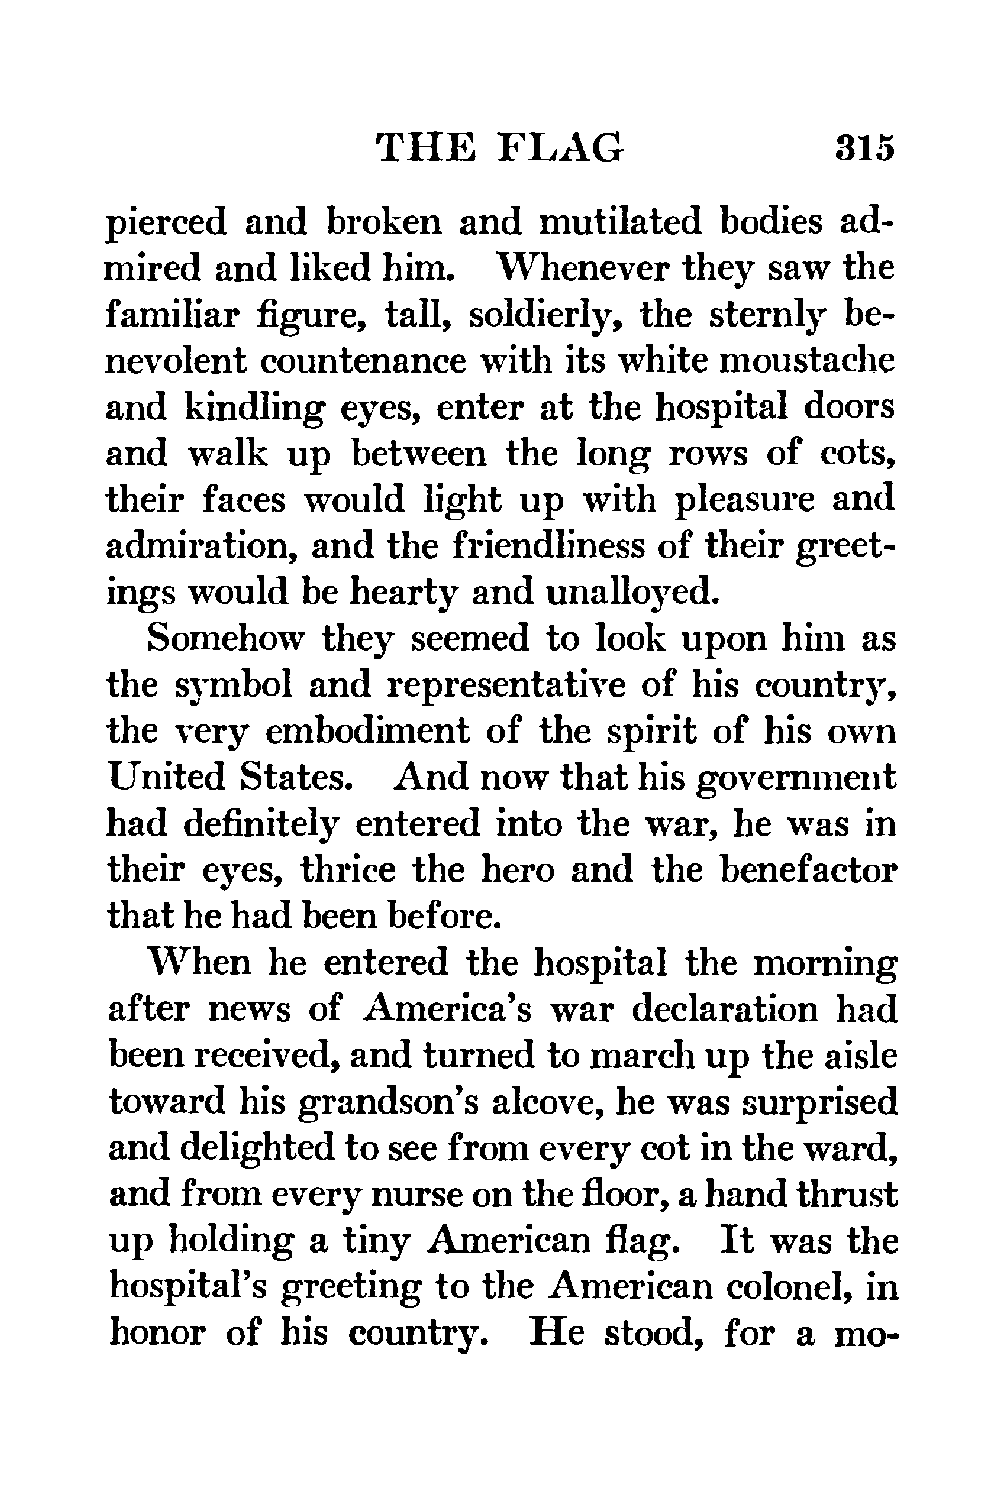 THE FLAG 315
pierced and broken and mutilated bodies ad-
mired and liked him. Whenever they saw the
familiar figure, tall, soldierly, the sternly be-
nevolent countenance with its white moustache
and kindling eyes, enter at the hospital doors
and walk up between the long rows of cots,
their faces would light up with pleasure and
admiration, and the friendliness of their greet-
ings would be hearty and unalloyed.
Somehow they seemed to look upon him as
the symbol and representative of his country,
the very embodiment of the spirit of his own
United States. And now that his government
had definitely entered into the war, he was in
their eyes, thrice the hero and the benefactor
that he had been before.
When he entered the hospital the morning
after news of America's war declaration had
been received, and turned to march up the aisle
toward his grandson's alcove, he was surprised
and delighted to see from every cot in the ward,
and from every nurse on the floor, a hand thrust
up holding a tiny American flag. It was the
hospital's greeting to the American colonel, in
honor of his country. He stood, for a mo-